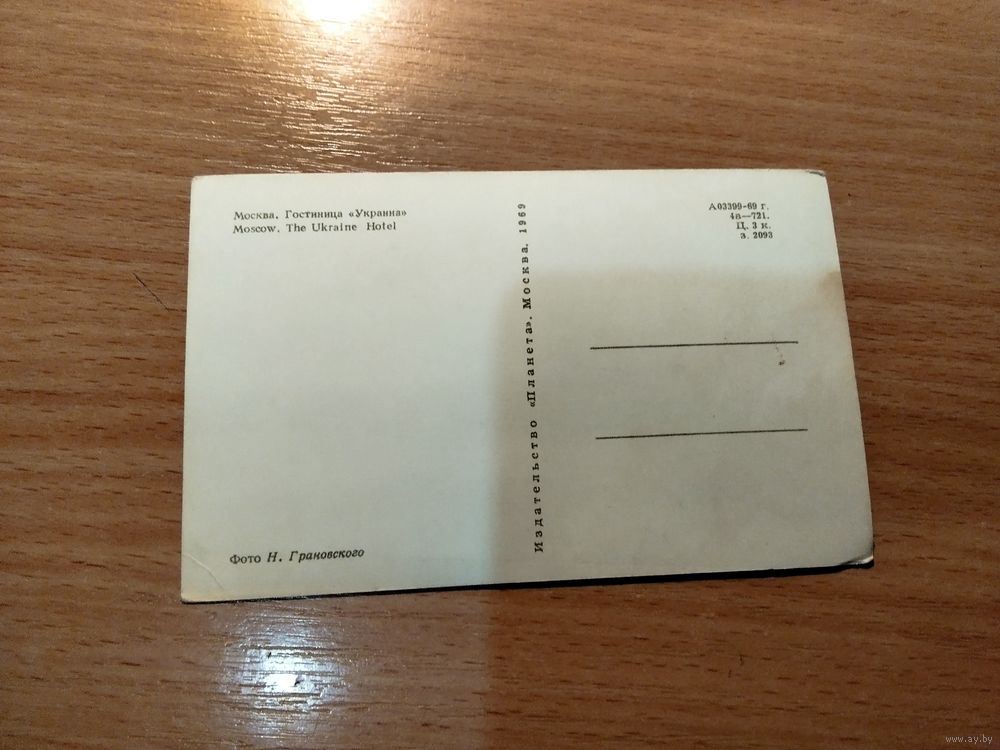 Москва. Гостиница «Украина»
Moscow. The Ukraine Hotel
Фото Н. Грановского
Издательство «Планета». Москва. 1969
А03399-69 г.
4в—721.
Ц. 3 к.
з. 2093
www.ay.by